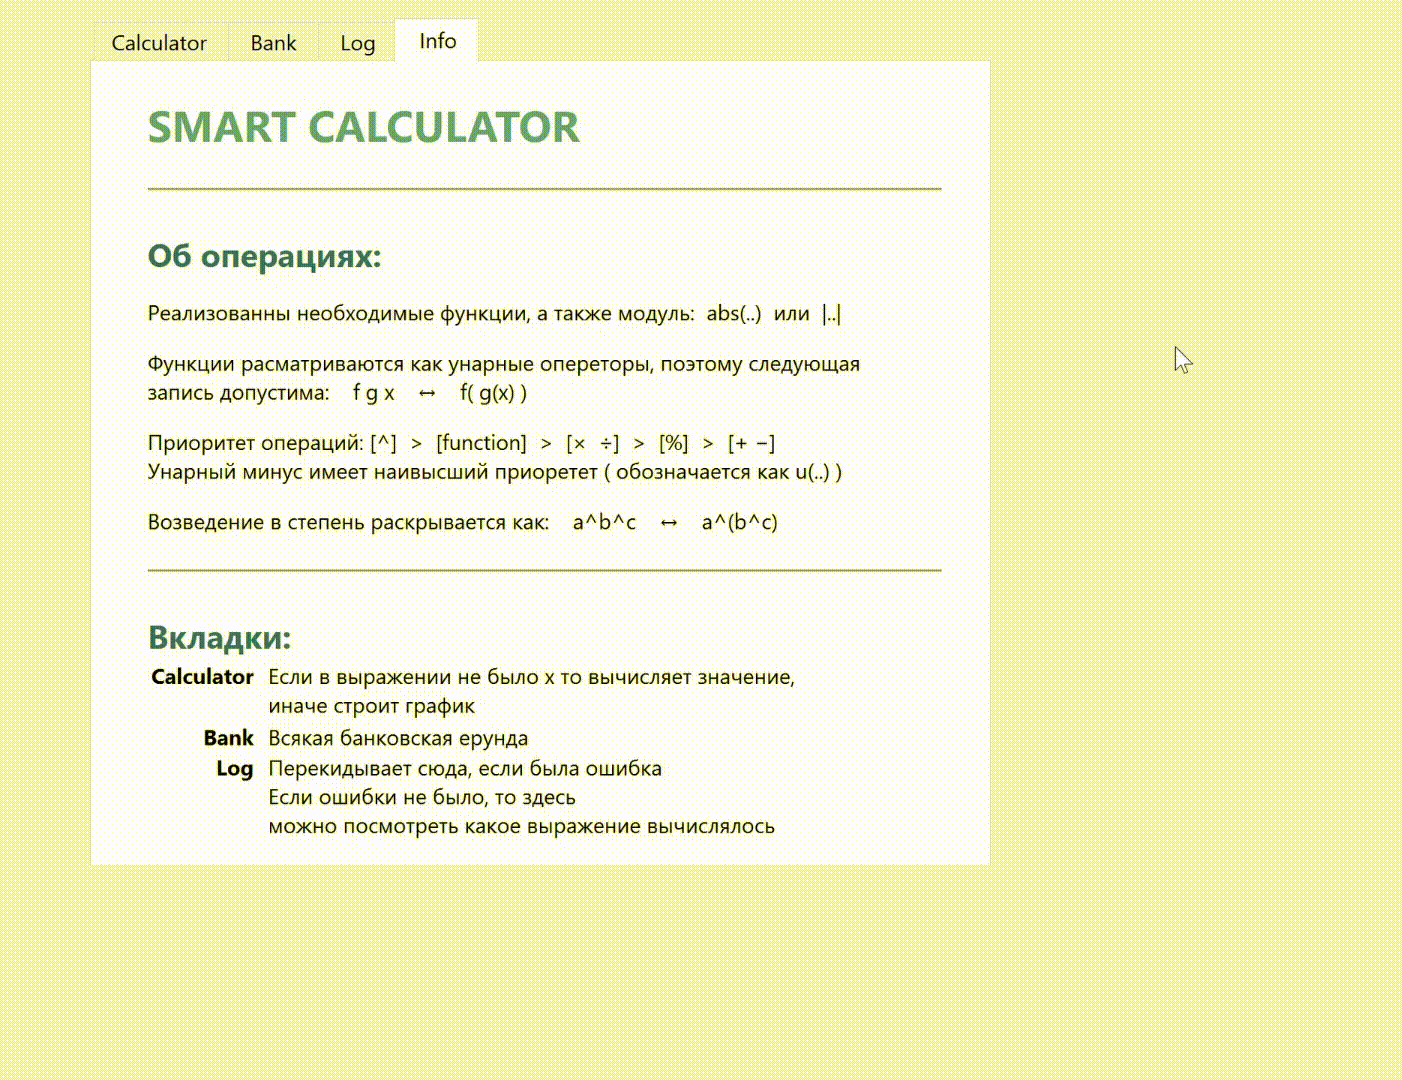 Calculator Bank Log Info
SMART CALCULATOR
Об операциях:
Реализованны необходимые функции, а также модуль: abs(..) или |..|
Функции расматриваются как унарные опереторы, поэтому следующая
запись допустима: f g x ↔ f( g(x) )
Приоритет операций: [^] > [function] > [× ÷] > [%] > [+ −]
Унарный минус имеет наивысший приоретет ( обозначается как u(..) )
Возведение в степень раскрывается как: a^b^c ↔ a^(b^c)
Вкладки:
Calculator Если в выражении не было x то вычисляет значение,
иначе строит график
Bank Всякая банковская ерунда
Log Перекидывает сюда, если была ошибка
Если ошибки не было, то здесь
можно посмотреть какое выражение вычислялось